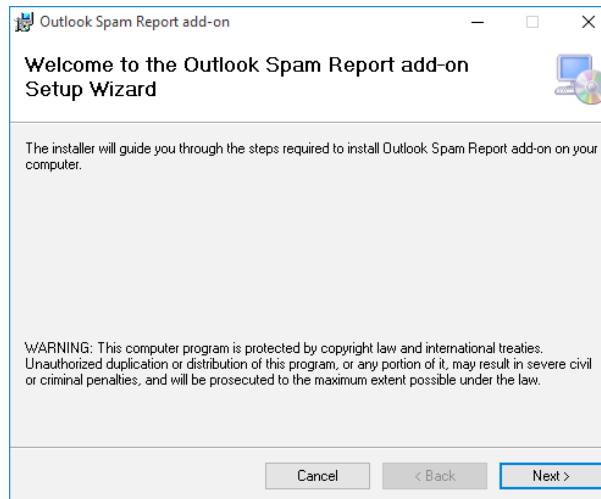 Outlook Spam Report add-on
Welcome to the Outlook Spam Report add-on
Setup Wizard
The installer will guide you through the steps required to install Outlook Spam Report add-on on your
computer.
WARNING: This computer program is protected by copyright law and international treaties.
Unauthorized duplication or distribution of this program, or any portion of it, may result in severe civil
or criminal penalties, and will be prosecuted to the maximum extent possible under the law.
Cancel
< Back
Next >